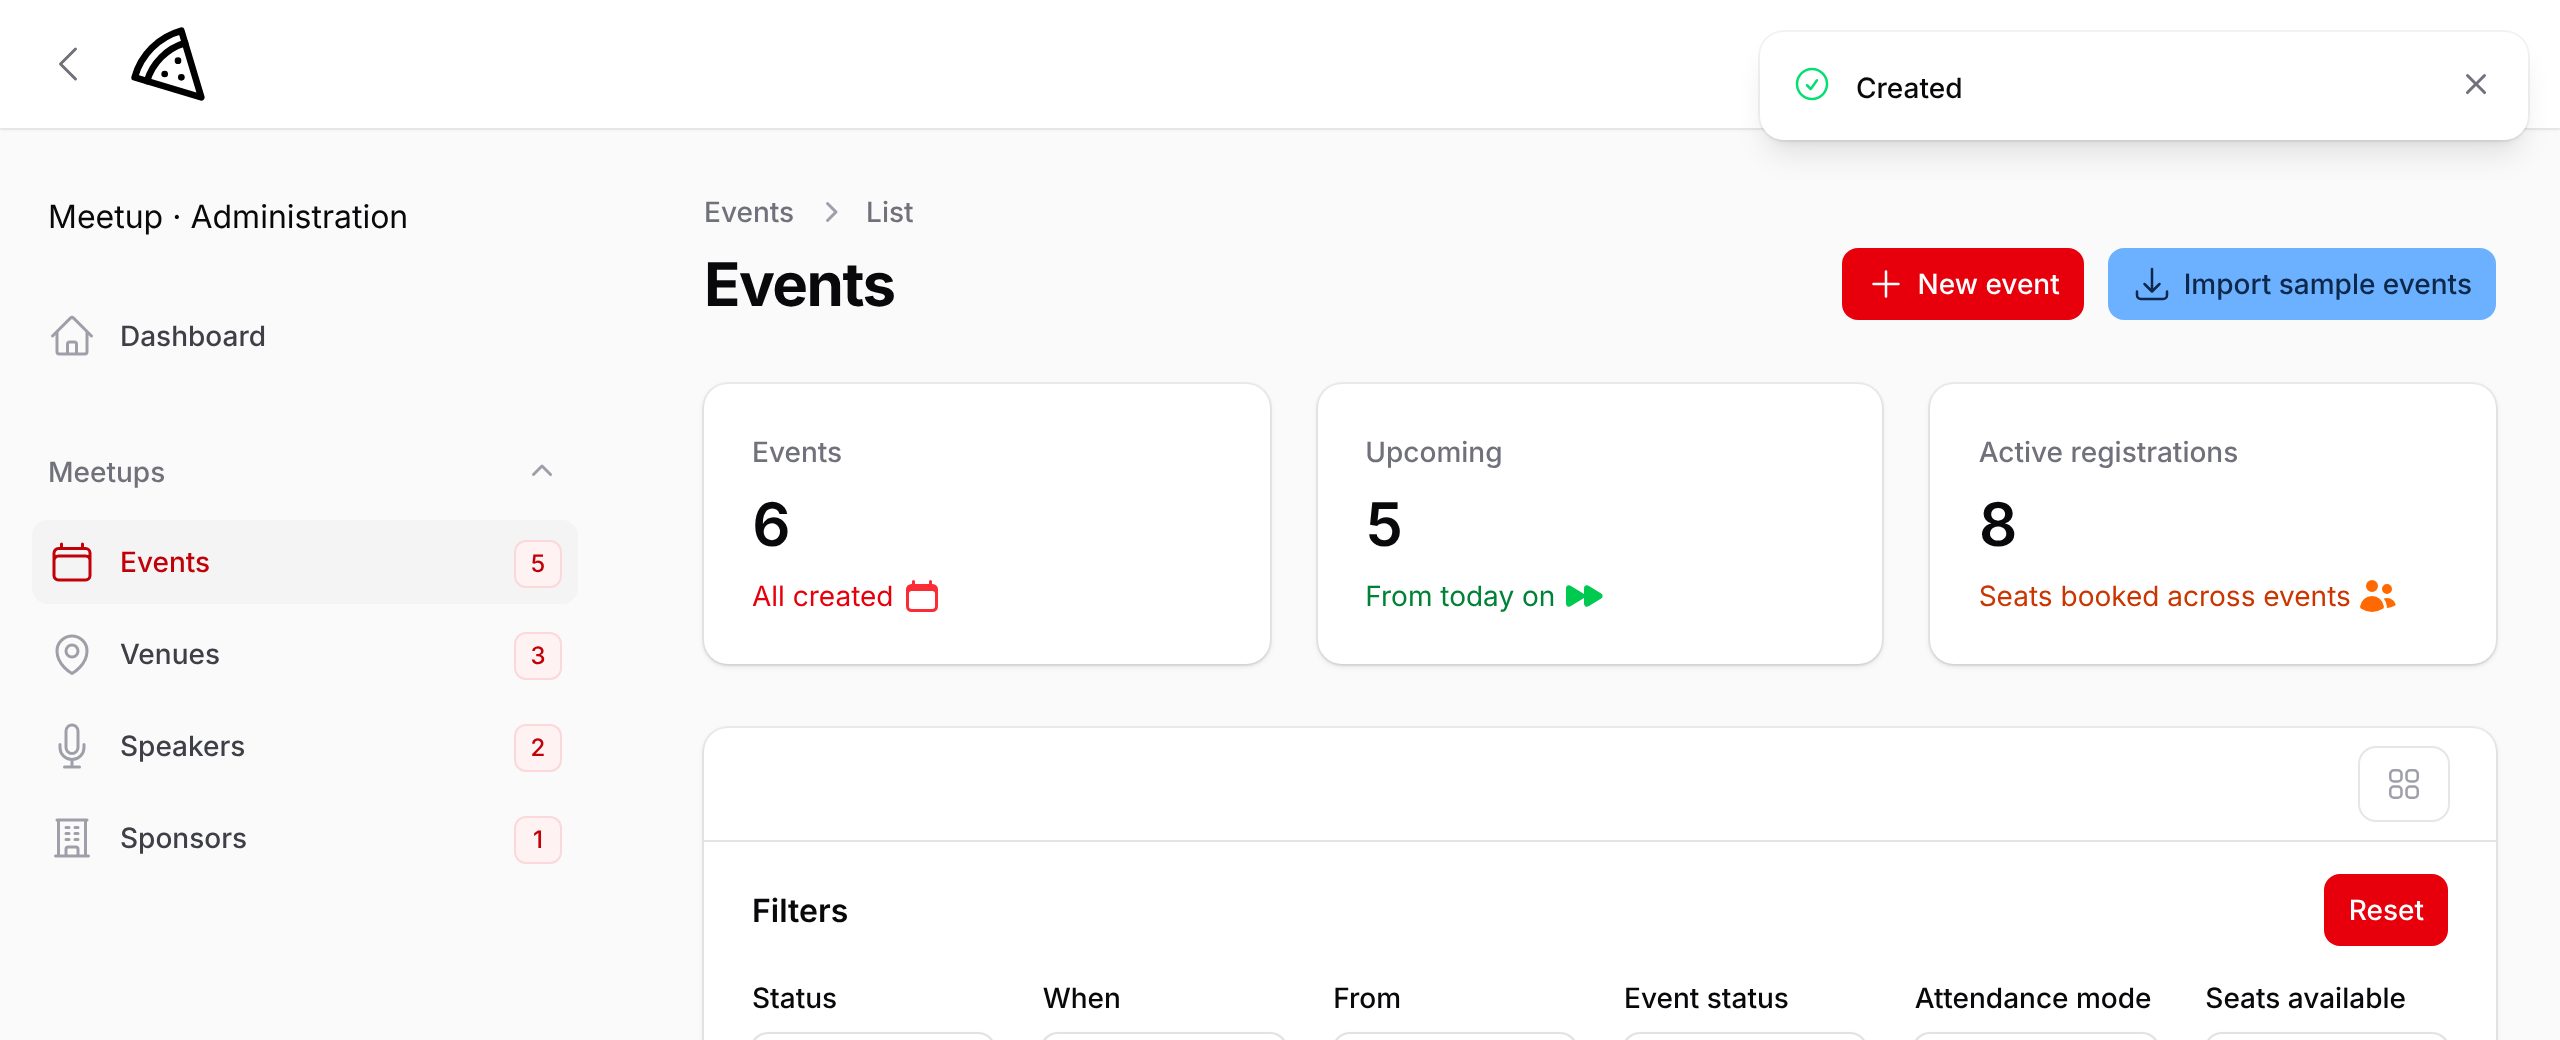 Created
Meetup · Administration
Dashboard
Meetups
Events 5
Venues 3
Speakers 2
Sponsors 1
Events List
Events
New event
Import sample events
Events
6
All created
Upcoming
5
From today on
Active registrations
8
Seats booked across events
Filters
Reset
Status
When
From
Event status
Attendance mode
Seats available